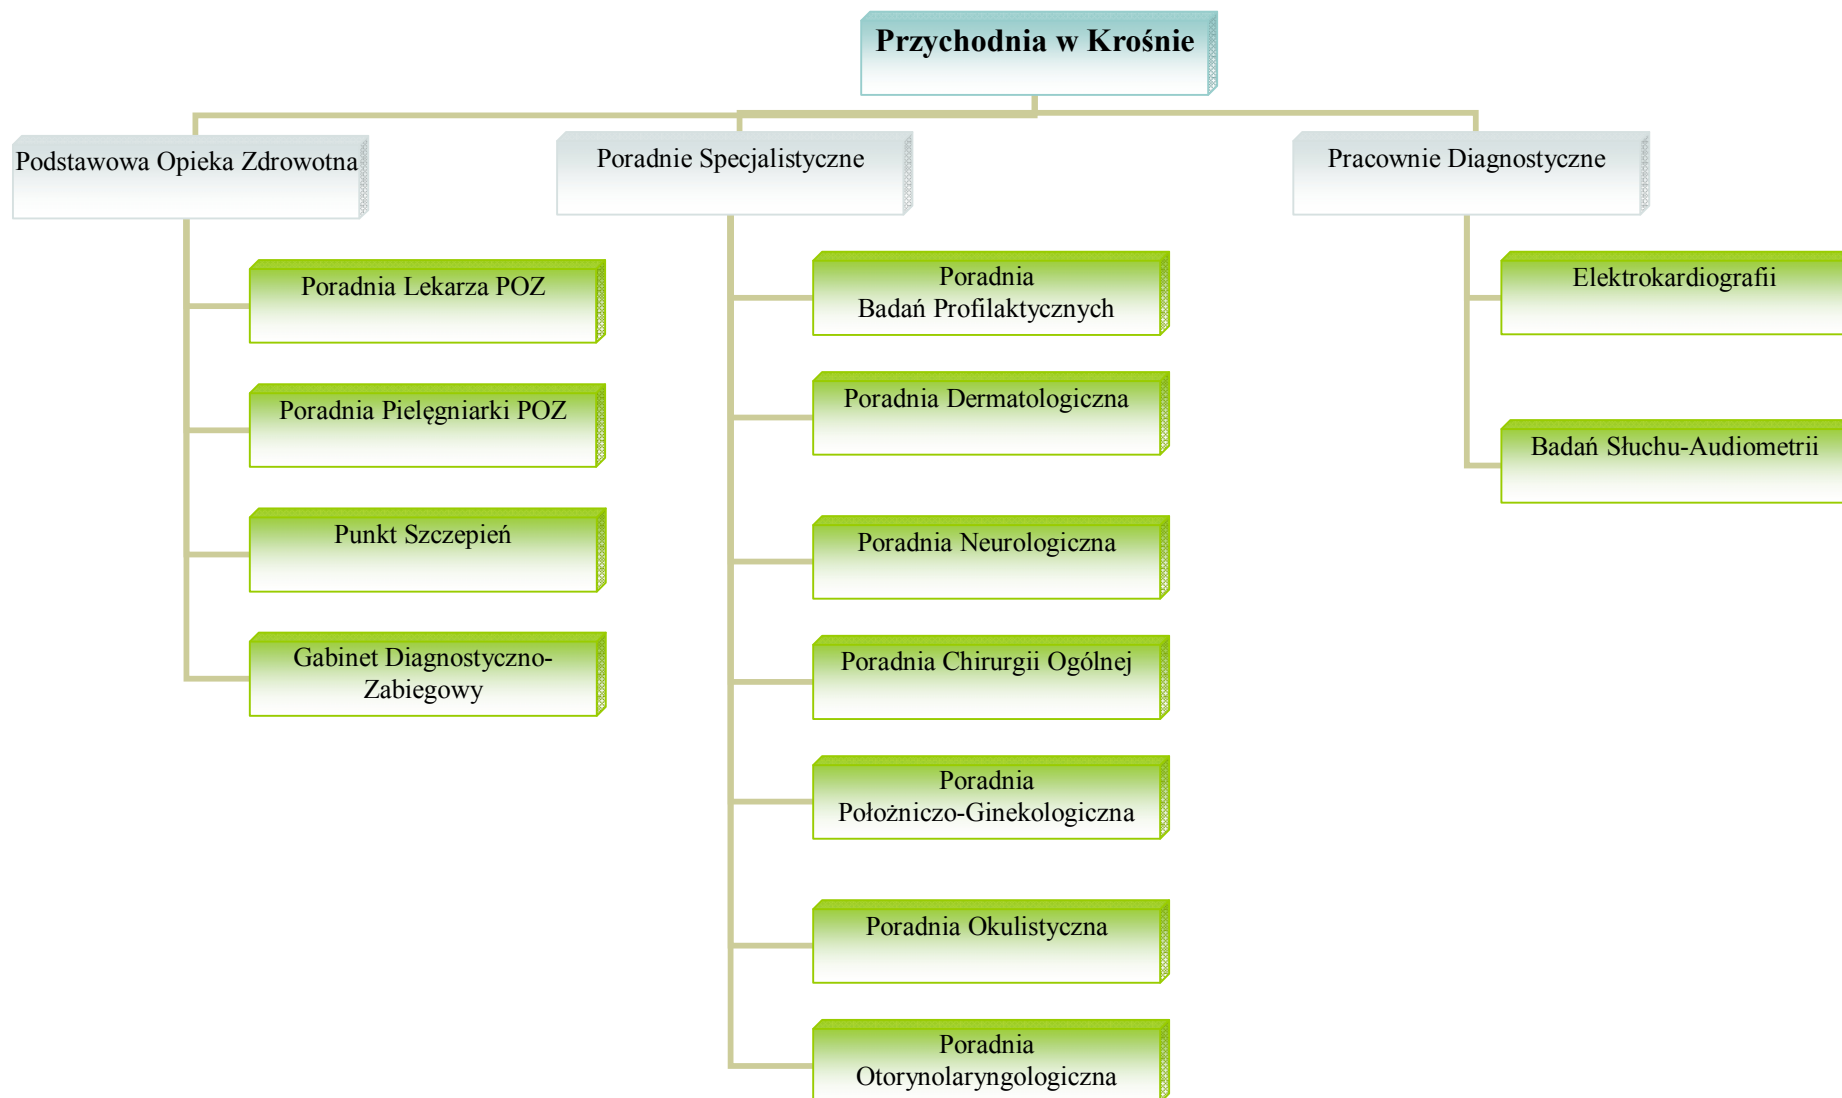 Przychodnia w Krośnie
Podstawowa Opieka Zdrowotna
Poradnie Specjalistyczne
Pracownie Diagnostyczne
Poradnia Lekarza POZ
Poradnia Pielęgniarki POZ
Punkt Szczepień
Gabinet Diagnostyczno-
Zabiegowy
Poradnia
Badań Profilaktycznych
Poradnia Dermatologiczna
Poradnia Neurologiczna
Poradnia Chirurgii Ogólnej
Poradnia
Położniczo-Ginekologiczna
Poradnia Okulistyczna
Poradnia
Otorynolaryngologiczna
Elektrokardiografii
Badań Słuchu-Audiometrii